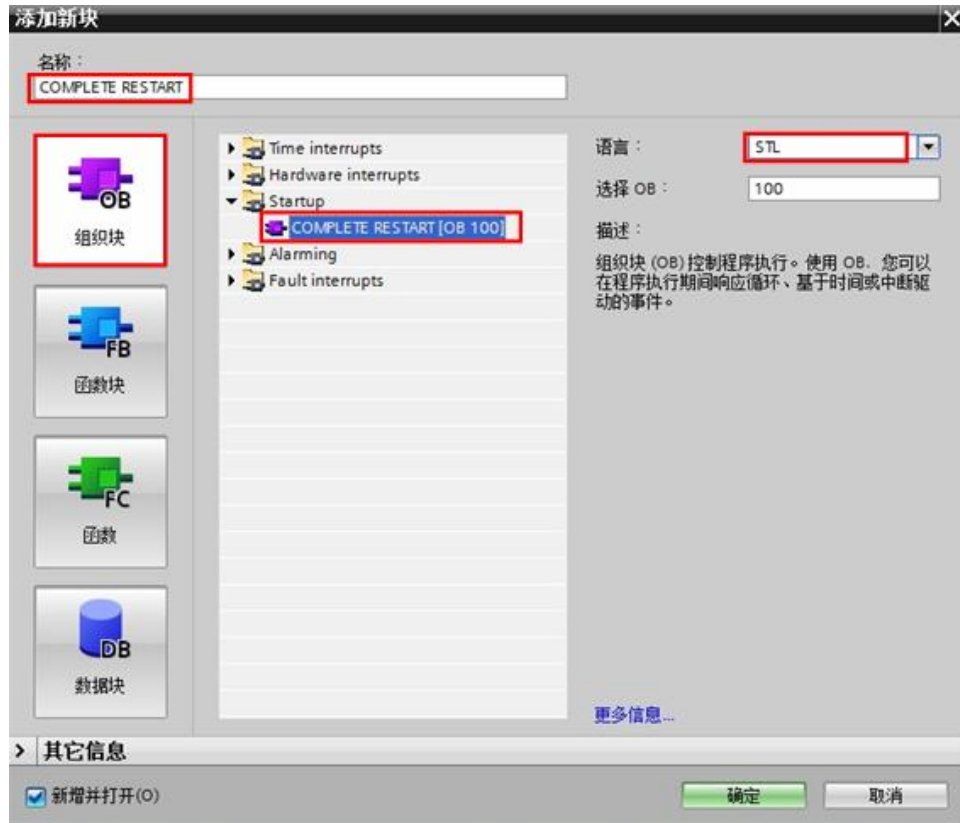 添加新块
名称：
COMPLETE RESTART
OB
组织块
FB
函数块
FC
函数
DB
数据块
Time interrupts
Hardware interrupts
Startup
COMPLETE RESTART [OB 100]
Alarming
Fault interrupts
语言：
STL
选择 OB：
100
描述：
组织块 (OB) 控制程序执行。使用 OB，您可以
在程序执行期间响应循环、基于时间或中断驱
动的事件。
更多信息...
其它信息
新增并打开(O)
确定
取消